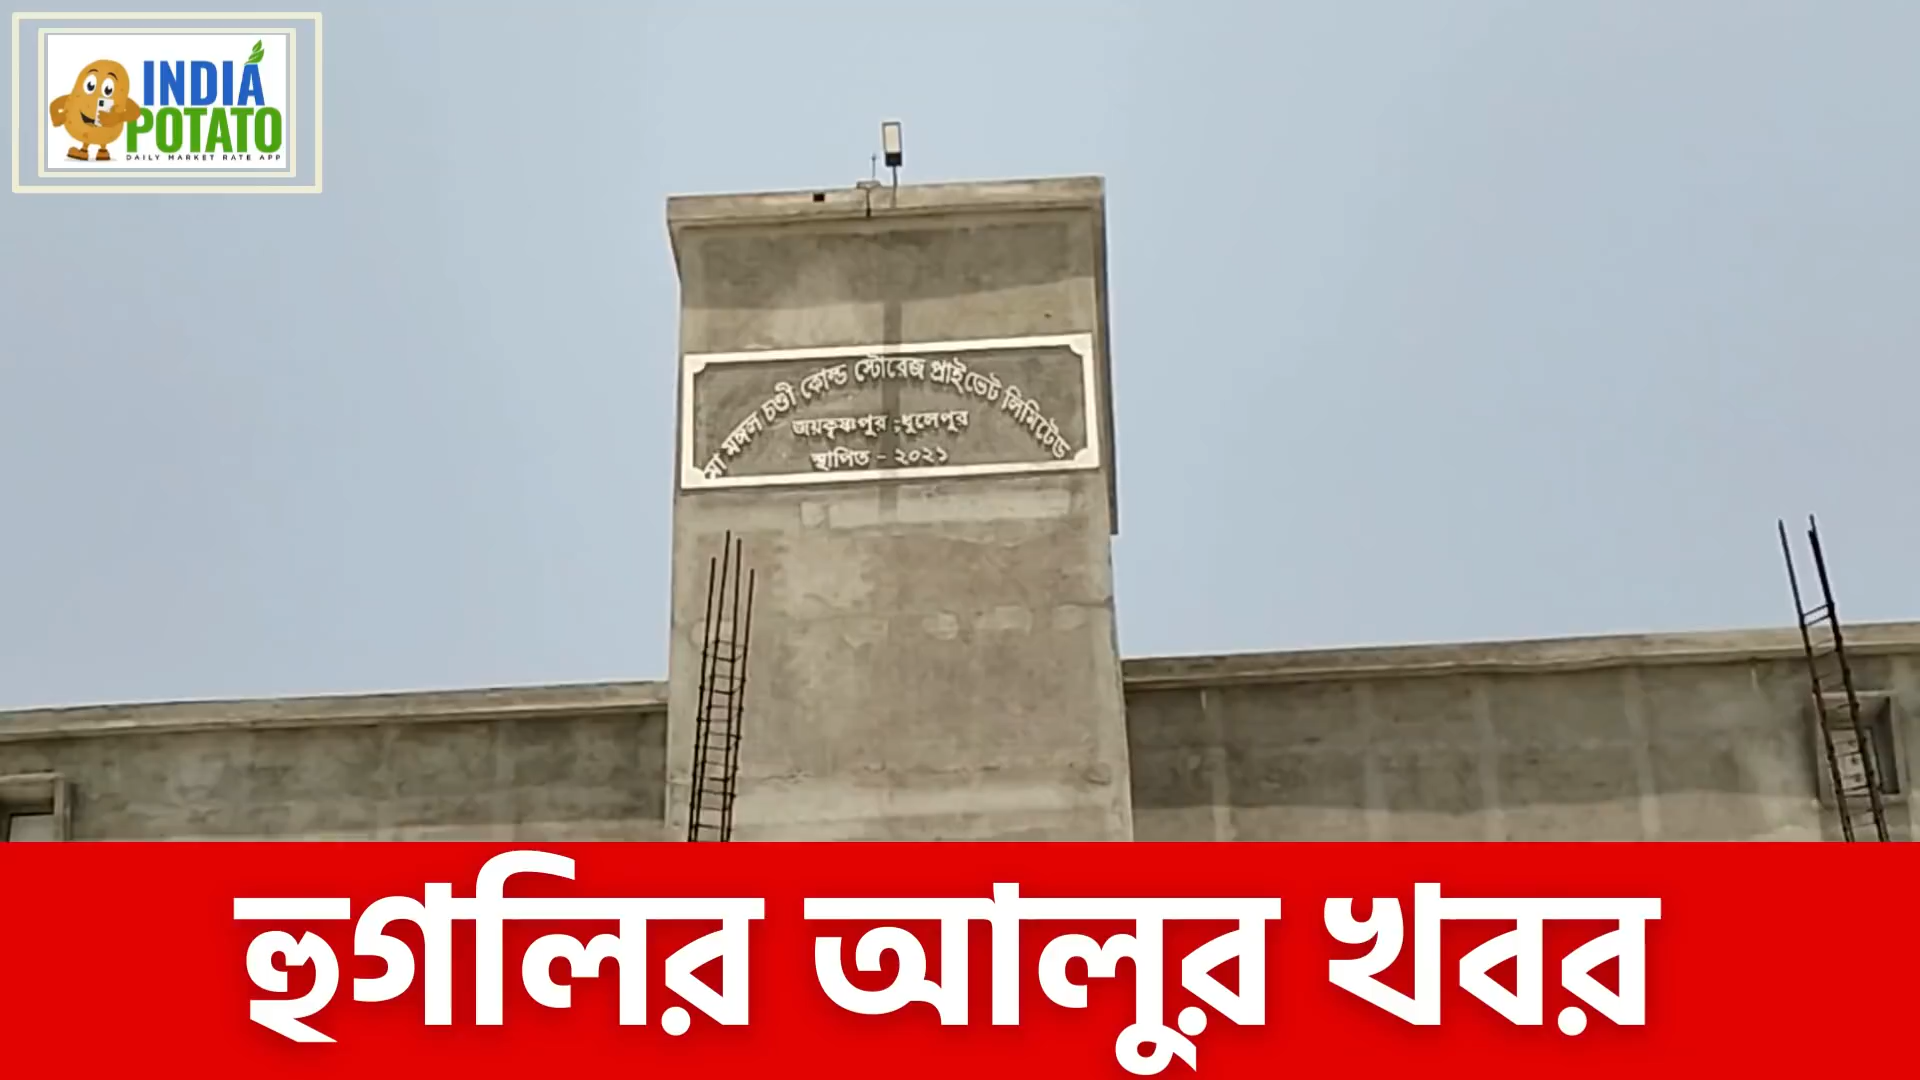 INDIA
POTATO
DAILY MARKET RATE APP
মা মঙ্গল চণ্ডী কোল্ড স্টোরেজ প্রাইভেট লিমিটেড
জয়কৃষ্ণপুর ; ধুলেপুর
স্থাপিত - ২০২১
হুগলির আলুর খবর